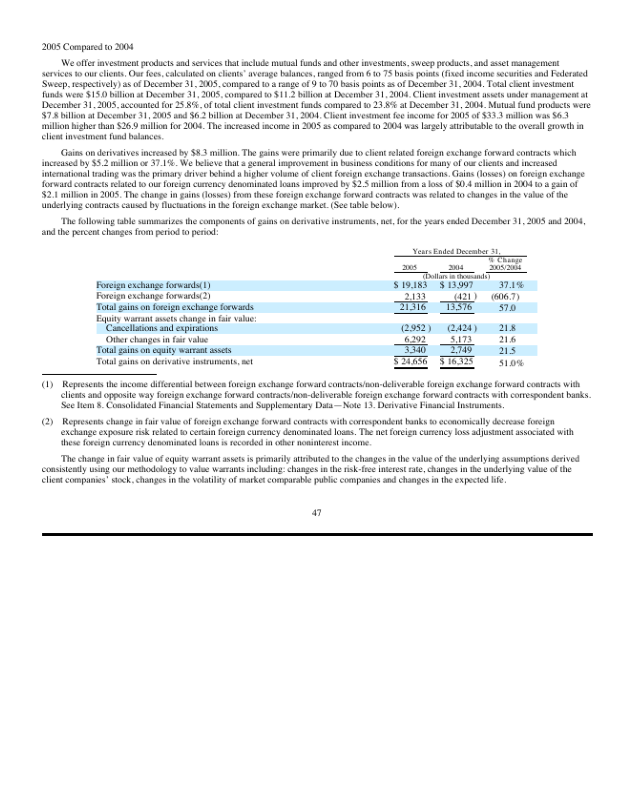 2005 Compared to 2004
We offer investment products and services that include mutual funds and other investments, sweep products, and asset management
services to our clients. Our fees, calculated on clients' average balances, ranged from 6 to 75 basis points (fixed income securities and Federated
Sweep, respectively) as of December 31, 2005, compared to a range of 9 to 70 basis points as of December 31, 2004. Total client investment
funds were $15.0 billion at December 31, 2005, compared to $11.2 billion at December 31, 2004. Client investment assets under management at
December 31, 2005, accounted for 25.8%, of total client investment funds compared to 23.8% at December 31, 2004. Mutual fund products were
$7.8 billion at December 31, 2005 and $6.2 billion at December 31, 2004. Client investment fee income for 2005 of $33.3 million was $6.3
million higher than $26.9 million for 2004. The increased income in 2005 as compared to 2004 was largely attributable to the overall growth in
client investment fund balances.
Gains on derivatives increased by $8.3 million. The gains were primarily due to client related foreign exchange forward contracts which
increased by $5.2 million or 37.1%. We believe that a general improvement in business conditions for many of our clients and increased
international trading was the primary driver behind a higher volume of client foreign exchange transactions. Gains (losses) on foreign exchange
forward contracts related to our foreign currency denominated loans improved by $2.5 million from a loss of $0.4 million in 2004 to a gain of
$2.1 million in 2005. The change in gains (losses) from these foreign exchange forward contracts was related to changes in the value of the
underlying contracts caused by fluctuations in the foreign exchange market. (See table below).
The following table summarizes the components of gains on derivative instruments, net, for the years ended December 31, 2005 and 2004,
and the percent changes from period to period:
Years Ended December 31,
% Change
2005 2004 2005/2004
(Dollars in thousands)
Foreign exchange forwards(1) $ 19,183 $ 13,997 37.1%
Foreign exchange forwards(2) 2,133 (421 ) (606.7)
Total gains on foreign exchange forwards 21,316 13,576 57.0
Equity warrant assets change in fair value:
Cancellations and expirations (2,952 ) (2,424 ) 21.8
Other changes in fair value 6,292 5,173 21.6
Total gains on equity warrant assets 3,340 2,749 21.5
Total gains on derivative instruments, net $ 24,656 $ 16,325 51.0%
(1) Represents the income differential between foreign exchange forward contracts/non-deliverable foreign exchange forward contracts with
clients and opposite way foreign exchange forward contracts/non-deliverable foreign exchange forward contracts with correspondent banks.
See Item 8. Consolidated Financial Statements and Supplementary Data—Note 13. Derivative Financial Instruments.
(2) Represents change in fair value of foreign exchange forward contracts with correspondent banks to economically decrease foreign
exchange exposure risk related to certain foreign currency denominated loans. The net foreign currency loss adjustment associated with
these foreign currency denominated loans is recorded in other noninterest income.
The change in fair value of equity warrant assets is primarily attributed to the changes in the value of the underlying assumptions derived
consistently using our methodology to value warrants including: changes in the risk-free interest rate, changes in the underlying value of the
client companies' stock, changes in the volatility of market comparable public companies and changes in the expected life.
47